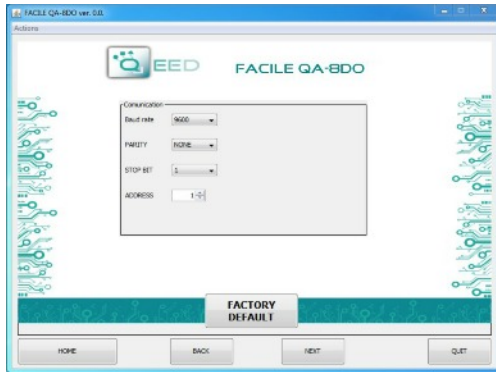 FACILE QA-8DO ver. 0.0.
Actions
QEED
FACILE QA-8DO
Comunication
Baud rate 9600
PARITY NONE
STOP BIT 1
ADDRESS 1
FACTORY
DEFAULT
HOME BACK NEXT QUIT